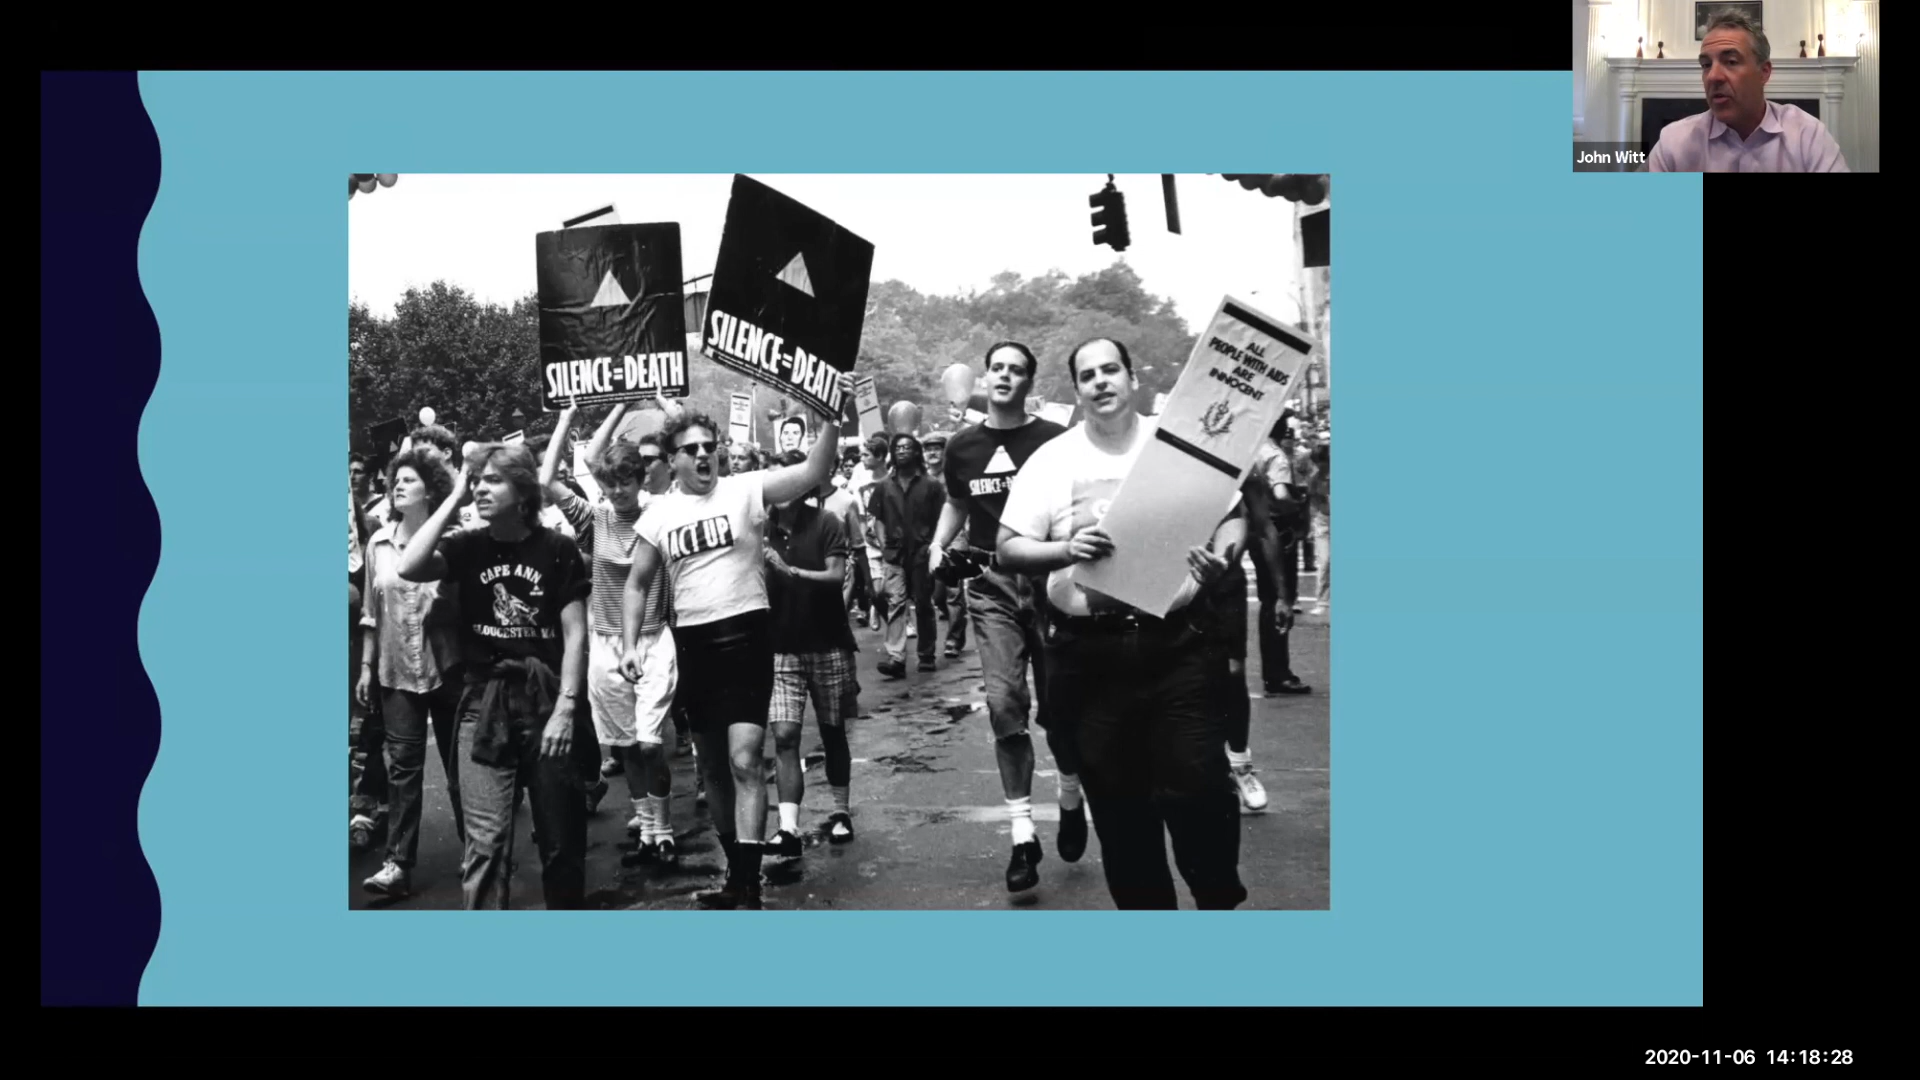 John Witt
SILENCE=DEATH
SILENCE=DEATH
ALL
PEOPLE WITH AIDS
ARE
INNOCENT
ACT UP
CAPE ANN
GLOUCESTER MA
2020-11-06 14:18:28